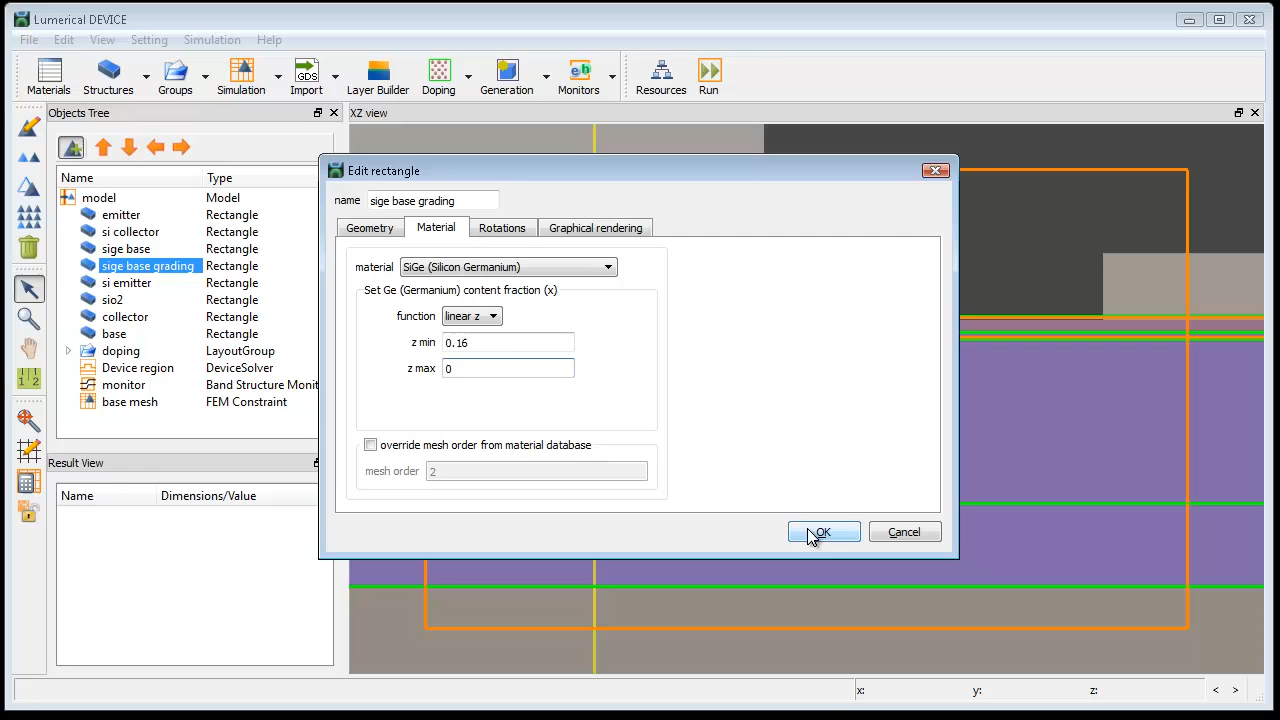 Lumerical DEVICE
File Edit View Setting Simulation Help
Materials Structures Groups Simulation GDS Import Layer Builder Doping Generation eb Monitors Resources Run
Objects Tree
XZ view
Name Type
model Model
emitter Rectangle
si collector Rectangle
sige base Rectangle
sige base grading Rectangle
si emitter Rectangle
sio2 Rectangle
collector Rectangle
base Rectangle
doping LayoutGroup
Device region DeviceSolver
monitor Band Structure Monit
base mesh FEM Constraint
Result View
Name Dimensions/Value
Edit rectangle
name sige base grading
Geometry Material Rotations Graphical rendering
material SiGe (Silicon Germanium)
Set Ge (Germanium) content fraction (x)
function linear z
z min 0.16
z max 0
override mesh order from material database
mesh order 2
OK Cancel
x: y: z: < >